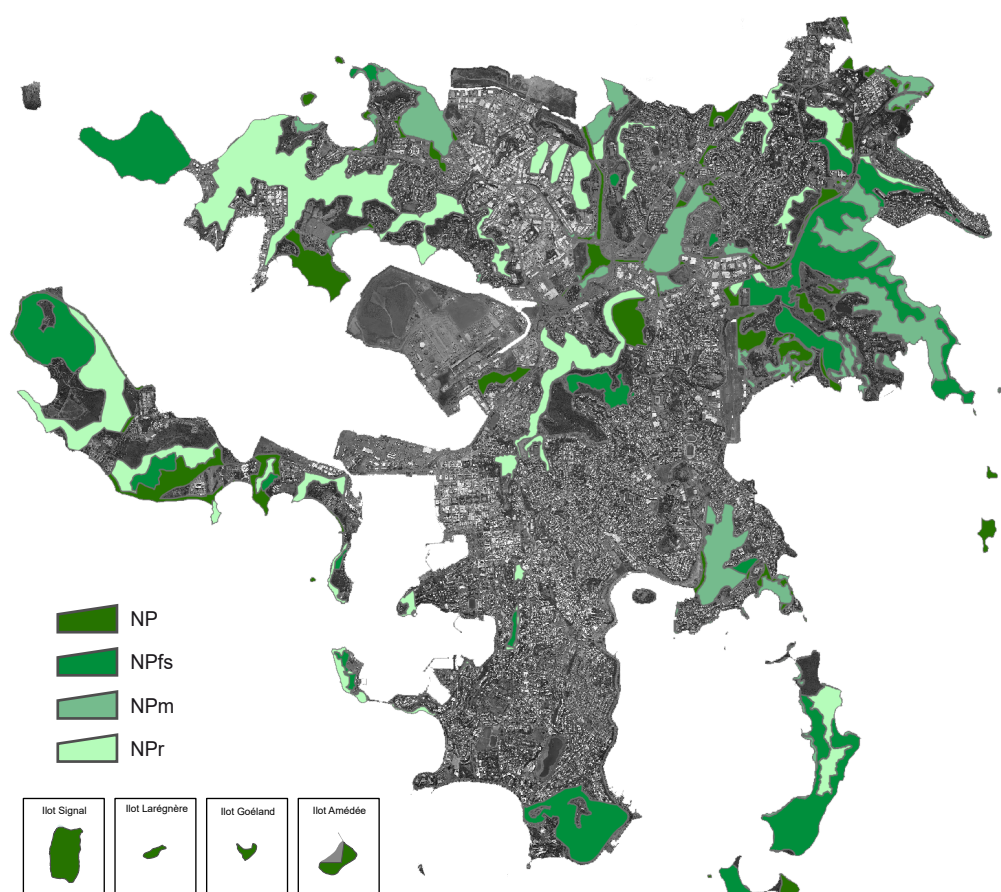 NP
NPfs
NPm
NPr
Ilot Signal
Ilot Larégnère
Ilot Goéland
Ilot Amédée